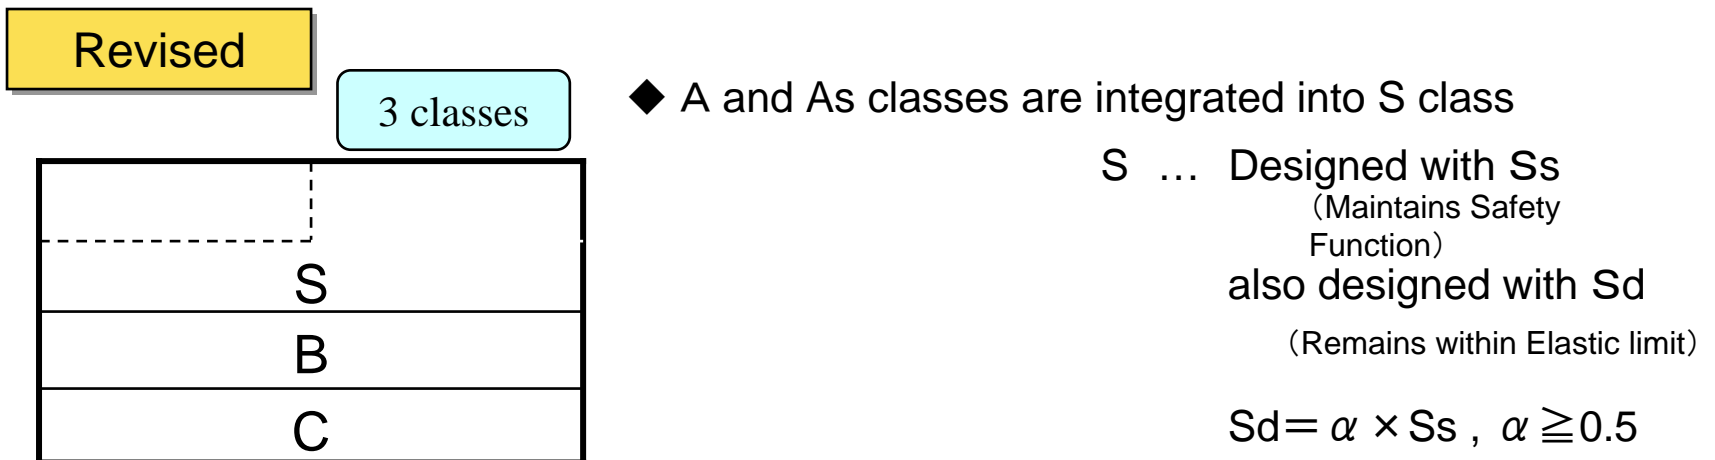 Revised
3 classes
◆ A and As classes are integrated into S class
S … Designed with Ss
（Maintains Safety
Function）
also designed with Sd
（Remains within Elastic limit）
Sd＝α×Ss , α≧0.5
S
B
C